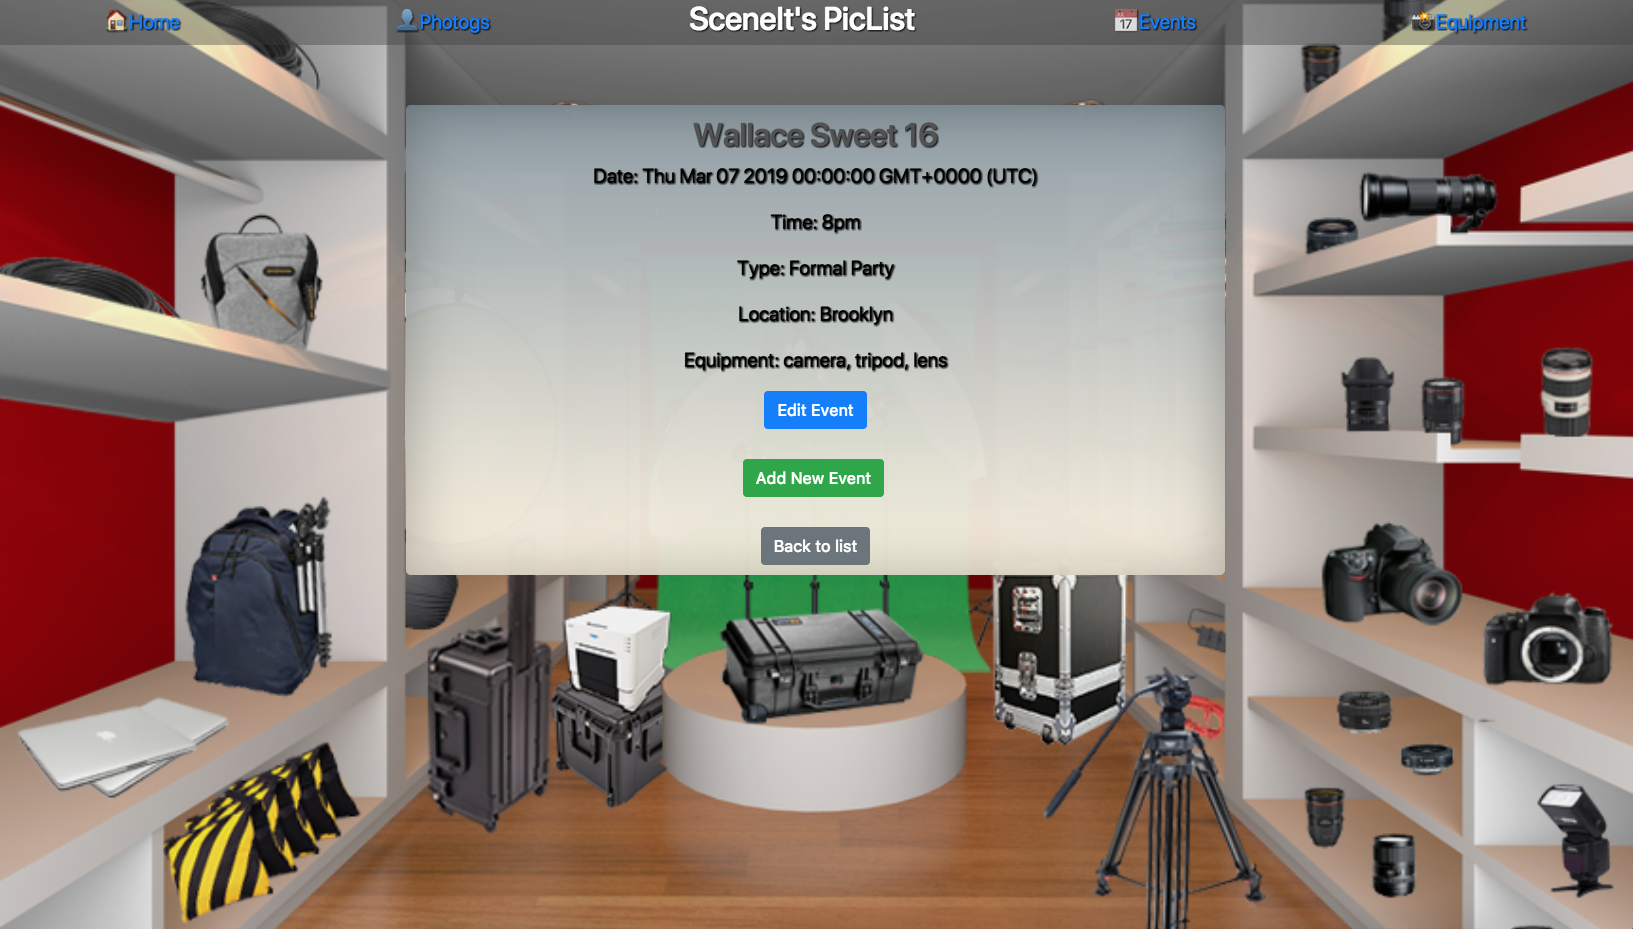 🏠Home
👤Photogs
SceneIt's PicList
📅Events
📸Equipment
Wallace Sweet 16
Date: Thu Mar 07 2019 00:00:00 GMT+0000 (UTC)
Time: 8pm
Type: Formal Party
Location: Brooklyn
Equipment: camera, tripod, lens
Edit Event
Add New Event
Back to list